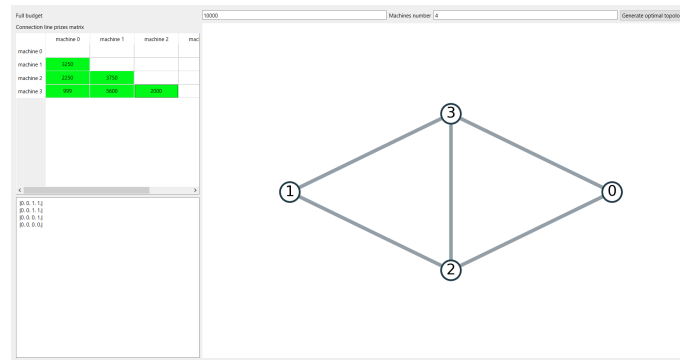 Full budget 10000 Machines number 4 Generate optimal topolo
Connection line prizes matrix
machine 0 machine 1 machine 2 mac
machine 0
machine 1 3250
machine 2 2250 3750
machine 3 999 5600 2000
[0. 0. 1. 1.]
[0. 0. 1. 1.]
[0. 0. 0. 1.]
[0. 0. 0. 0.]
3
1 0
2